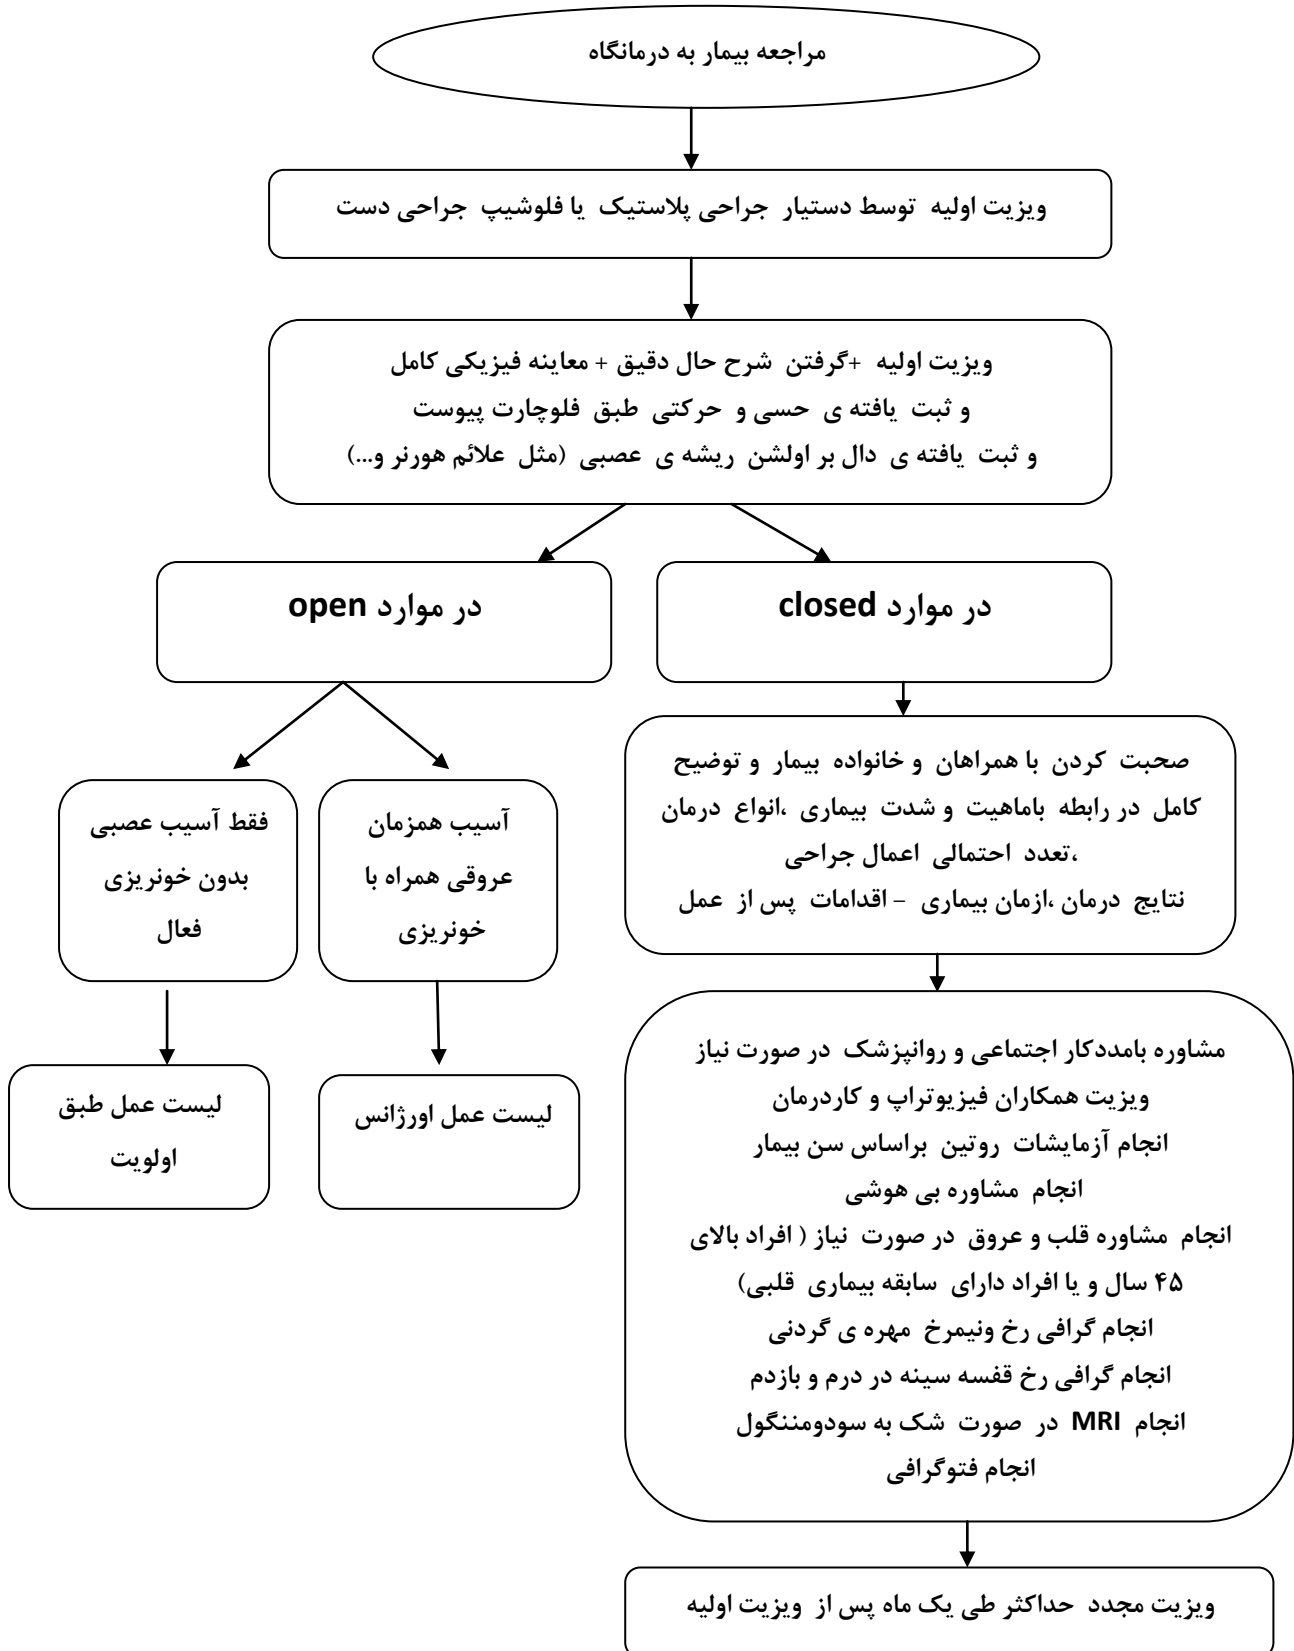 مراجعه بیمار به درمانگاه
ویزیت اولیه توسط دستیار جراحی پلاستیک یا فلوشیپ جراحی دست
ویزیت اولیه +گرفتن شرح حال دقیق + معاینه فیزیکی کامل
و ثبت یافته ی حسی و حرکتی طبق فلوچارت پیوست
و ثبت یافته ی دال بر اولشن ریشه ی عصبی (مثل علائم هورنر و...)
در موارد closed
در موارد open
صحبت کردن با همراهان و خانواده بیمار و توضیح
کامل در رابطه باماهیت و شدت بیماری ،انواع درمان
،تعدد احتمالی اعمال جراحی
نتایج درمان ،ازمان بیماری – اقدامات پس از عمل
آسیب همزمان
عروقی همراه با
خونریزی
فقط آسیب عصبی
بدون خونریزی
فعال
مشاوره بامددکار اجتماعی و روانپزشک در صورت نیاز
ویزیت همکاران فیزیوتراپ و کاردرمان
انجام آزمایشات روتین براساس سن بیمار
انجام مشاوره بی هوشی
انجام مشاوره قلب و عروق در صورت نیاز ( افراد بالای
۴۵ سال و یا افراد دارای سابقه بیماری قلبی)
انجام گرافی رخ ونیمرخ مهره ی گردنی
انجام گرافی رخ قفسه سینه در درم و بازدم
انجام MRI در صورت شک به سودومننگول
انجام فتوگرافی
لیست عمل اورژانس
لیست عمل طبق
اولویت
ویزیت مجدد حداکثر طی یک ماه پس از ویزیت اولیه